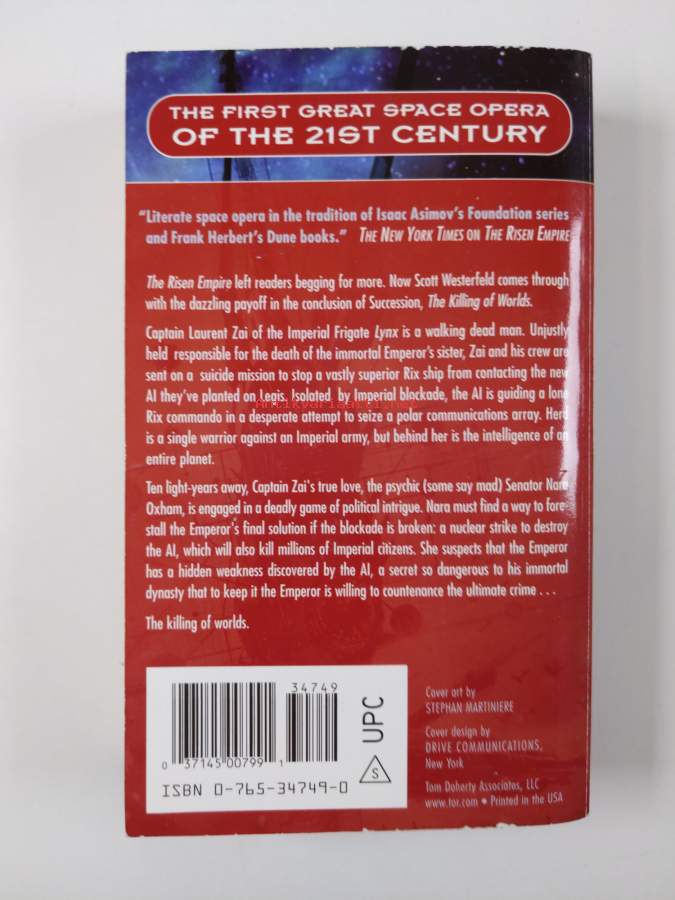 THE FIRST GREAT SPACE OPERA
OF THE 21ST CENTURY
"Literate space opera in the tradition of Isaac Asimov's Foundation series
and Frank Herbert's Dune books." THE NEW YORK TIMES ON THE RISEN EMPIRE
The Risen Empire left readers begging for more. Now Scott Westerfeld comes through
with the dazzling payoff in the conclusion of Succession, The Killing of Worlds.
Captain Laurent Zai of the Imperial Frigate Lynx is a walking dead man. Unjustly
held responsible for the death of the immortal Emperor's sister, Zai and his crew are
sent on a suicide mission to stop a vastly superior Rix ship from contacting the new
AI they've planted on Legis. Isolated by Imperial blockade, the AI is guiding a lone
Rix commando in a desperate attempt to seize a polar communications array. Herd
is a single warrior against an Imperial army, but behind her is the intelligence of an
entire planet.
Ten light-years away, Captain Zai's true love, the psychic (some say mad) Senator Nara
Oxham, is engaged in a deadly game of political intrigue. Nara must find a way to fore-
stall the Emperor's final solution if the blockade is broken: a nuclear strike to destroy
the AI, which will also kill millions of Imperial citizens. She suspects that the Emperor
has a hidden weakness discovered by the AI, a secret so dangerous to his immortal
dynasty that to keep it the Emperor is willing to countenance the ultimate crime . . .
The killing of worlds.
34749
0 37145 00799 1
ISBN 0-765-34749-0
UPC
S
Cover art by
STEPHAN MARTINIERE
Cover design by
DRIVE COMMUNICATIONS,
New York
Tom Doherty Associates, LLC
www.tor.com • Printed in the USA